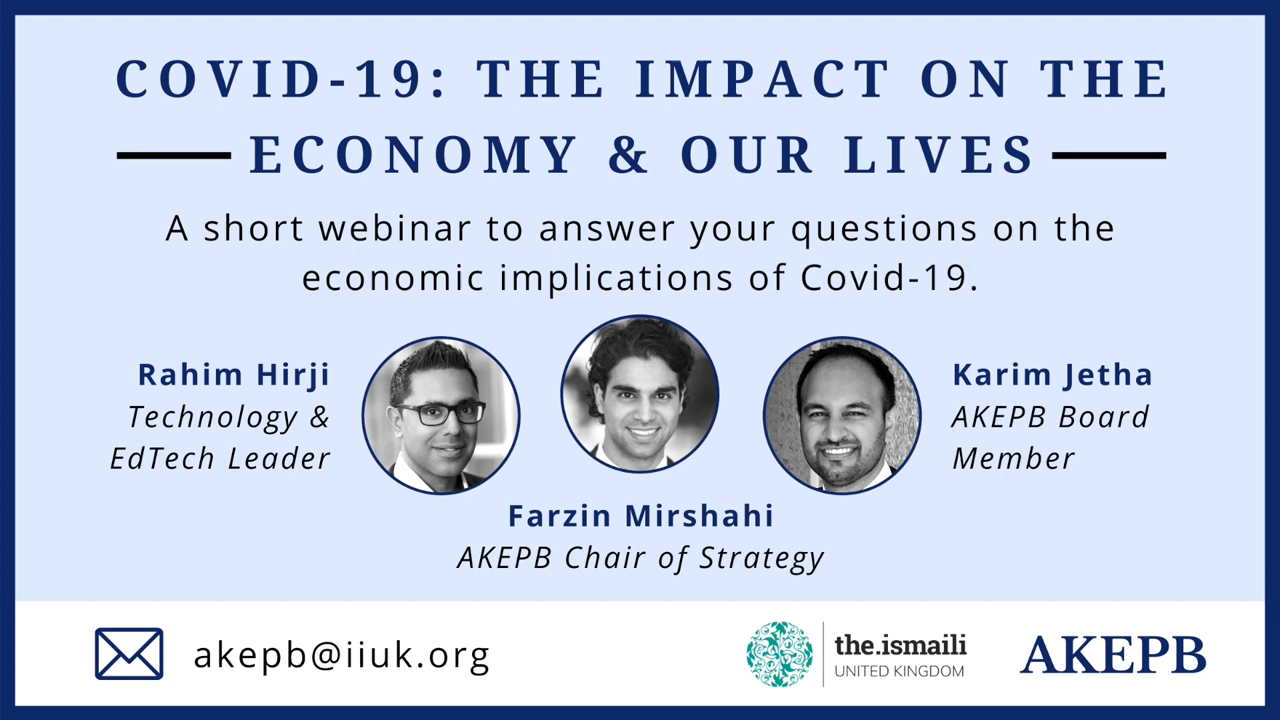 COVID-19: THE IMPACT ON THE
ECONOMY & OUR LIVES
A short webinar to answer your questions on the
economic implications of Covid-19.
Rahim Hirji
Technology &
EdTech Leader
Farzin Mirshahi
AKEPB Chair of Strategy
Karim Jetha
AKEPB Board
Member
akepb@iiuk.org
the.ismaili
UNITED KINGDOM
AKEPB